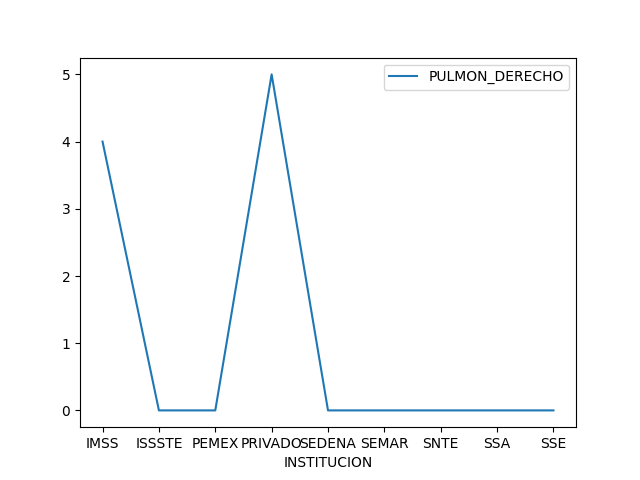 PULMON_DERECHO
5
4
3
2
1
0
IMSS ISSSTE PEMEX PRIVADO SEDENA SEMAR SNTE SSA SSE
INSTITUCION